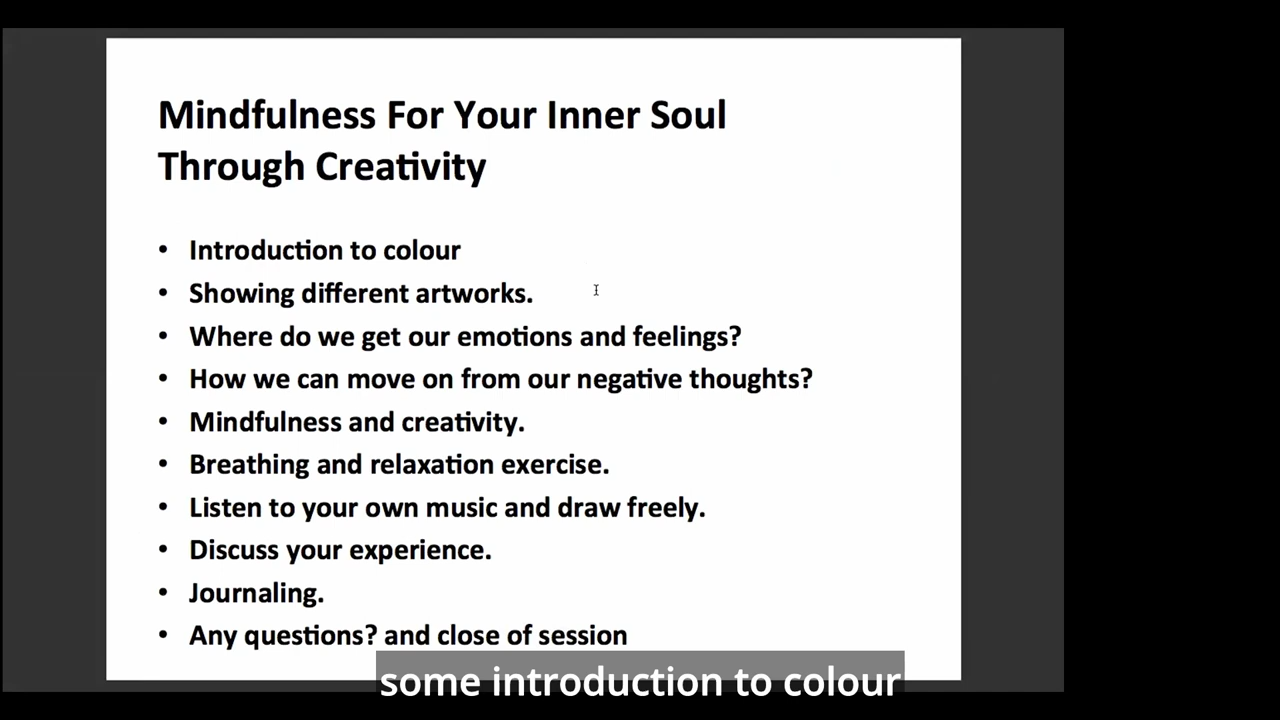 Mindfulness For Your Inner Soul
Through Creativity
• Introduction to colour
• Showing different artworks.
• Where do we get our emotions and feelings?
• How we can move on from our negative thoughts?
• Mindfulness and creativity.
• Breathing and relaxation exercise.
• Listen to your own music and draw freely.
• Discuss your experience.
• Journaling.
• Any questions? and close of session
some introduction to colour